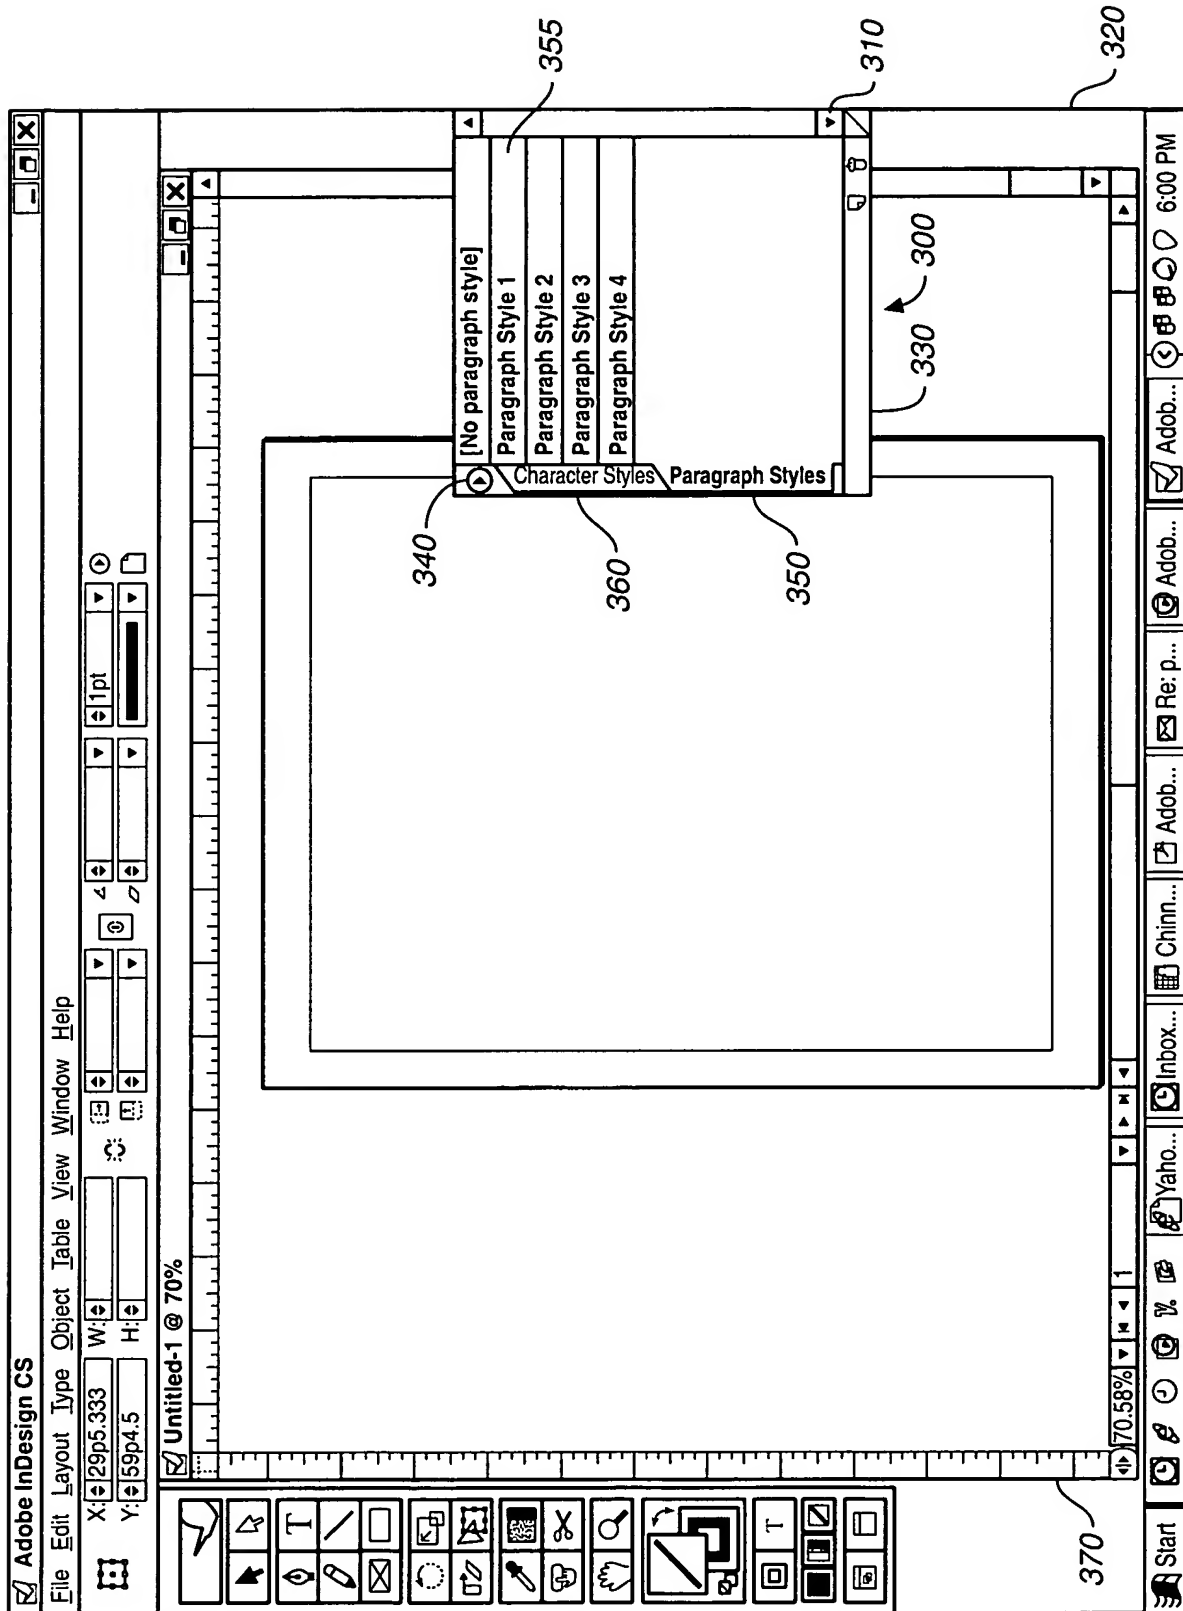 Adobe InDesign CS
File Edit Layout Type Object Table View Window Help
X: 29p5.333 W: 1pt
Y: 59p4.5 H:
Untitled-1 @ 70%
T
T
340
360
350
Character Styles
Paragraph Styles
[No paragraph style]
Paragraph Style 1
Paragraph Style 2
Paragraph Style 3
Paragraph Style 4
355
310
320
330
300
370
70.58% 1
Start Yaho... Inbox... Chinn... Adob... Re: p... Adob... Adob... 6:00 PM